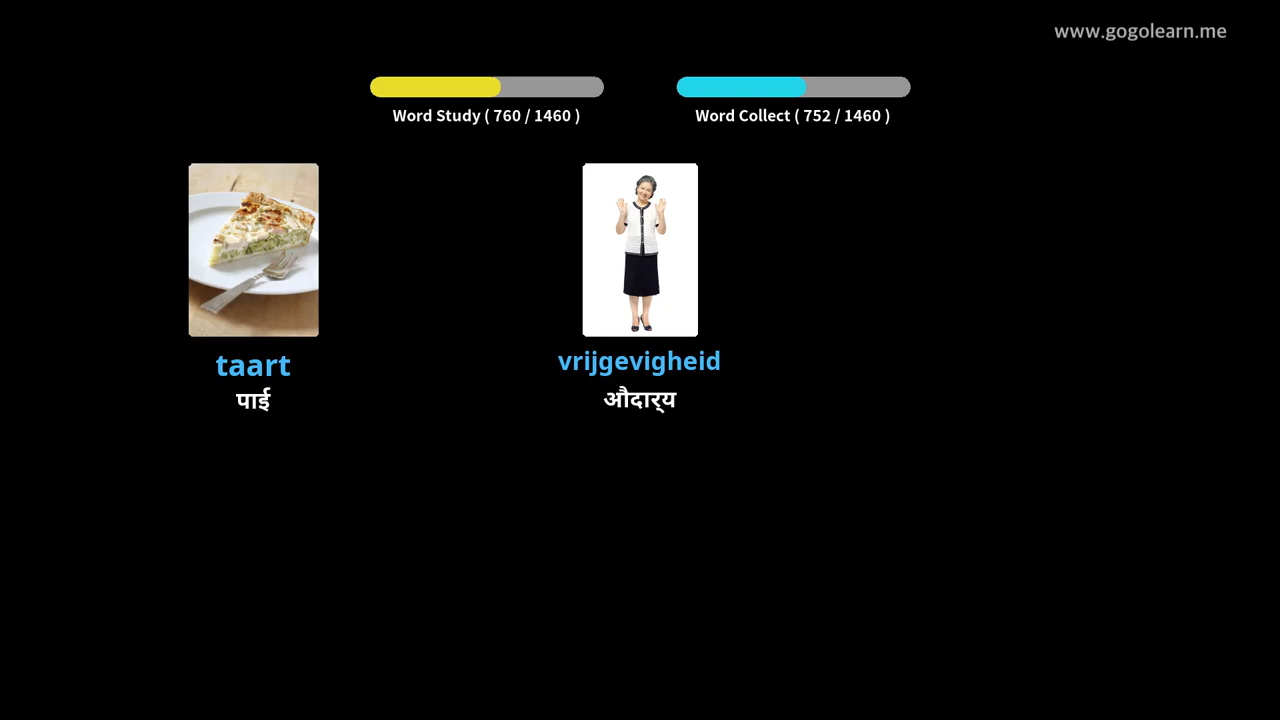 www.gogolearn.me
Word Study ( 760 / 1460 )
Word Collect ( 752 / 1460 )
taart
पाई
vrijgevigheid
औदार्य